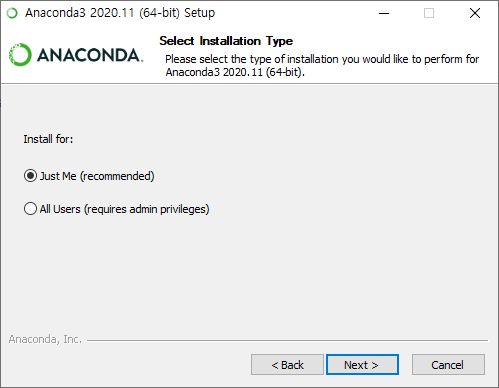 Anaconda3 2020.11 (64-bit) Setup
ANACONDA.
Select Installation Type
Please select the type of installation you would like to perform for
Anaconda3 2020.11 (64-bit).
Install for:
Just Me (recommended)
All Users (requires admin privileges)
Anaconda, Inc.
< Back
Next >
Cancel